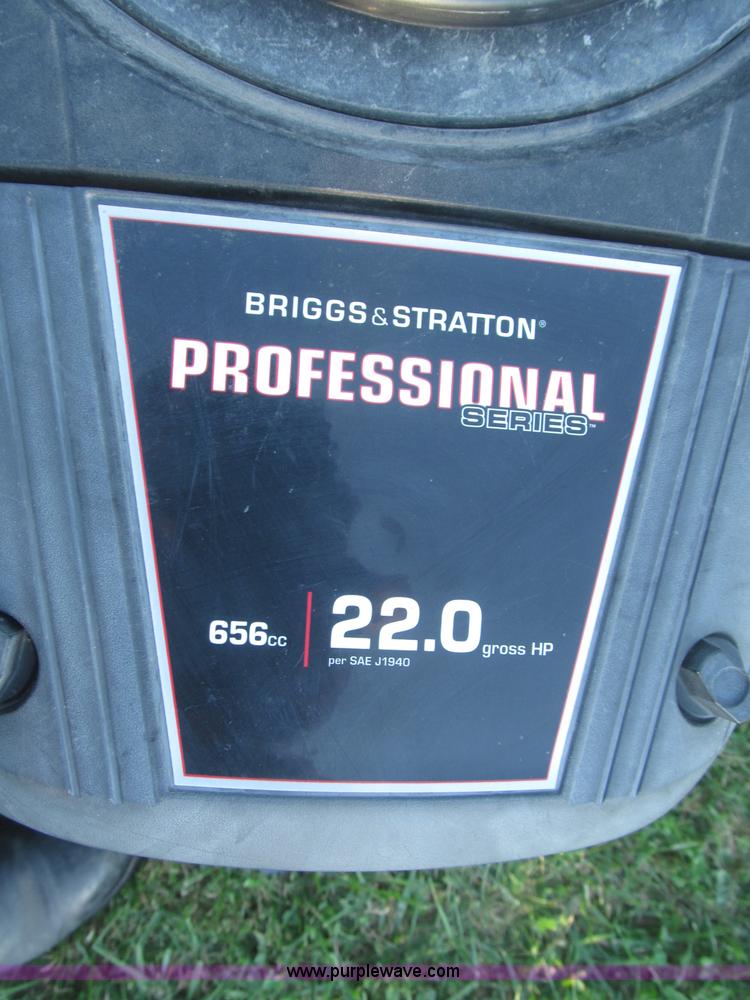 BRIGGS & STRATTON®
PROFESSIONAL
SERIES™
656cc
22.0 gross HP
per SAE J1940
www.purplewave.com